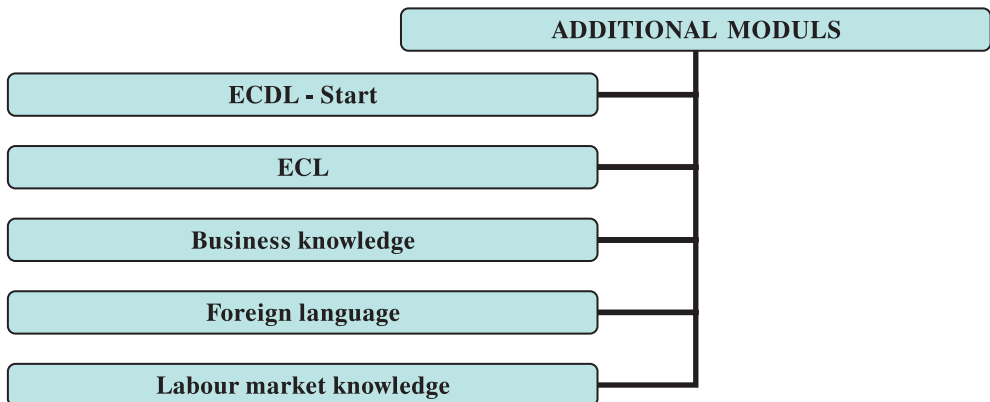 ADDITIONAL MODULS
ECDL - Start
ECL
Business knowledge
Foreign language
Labour market knowledge